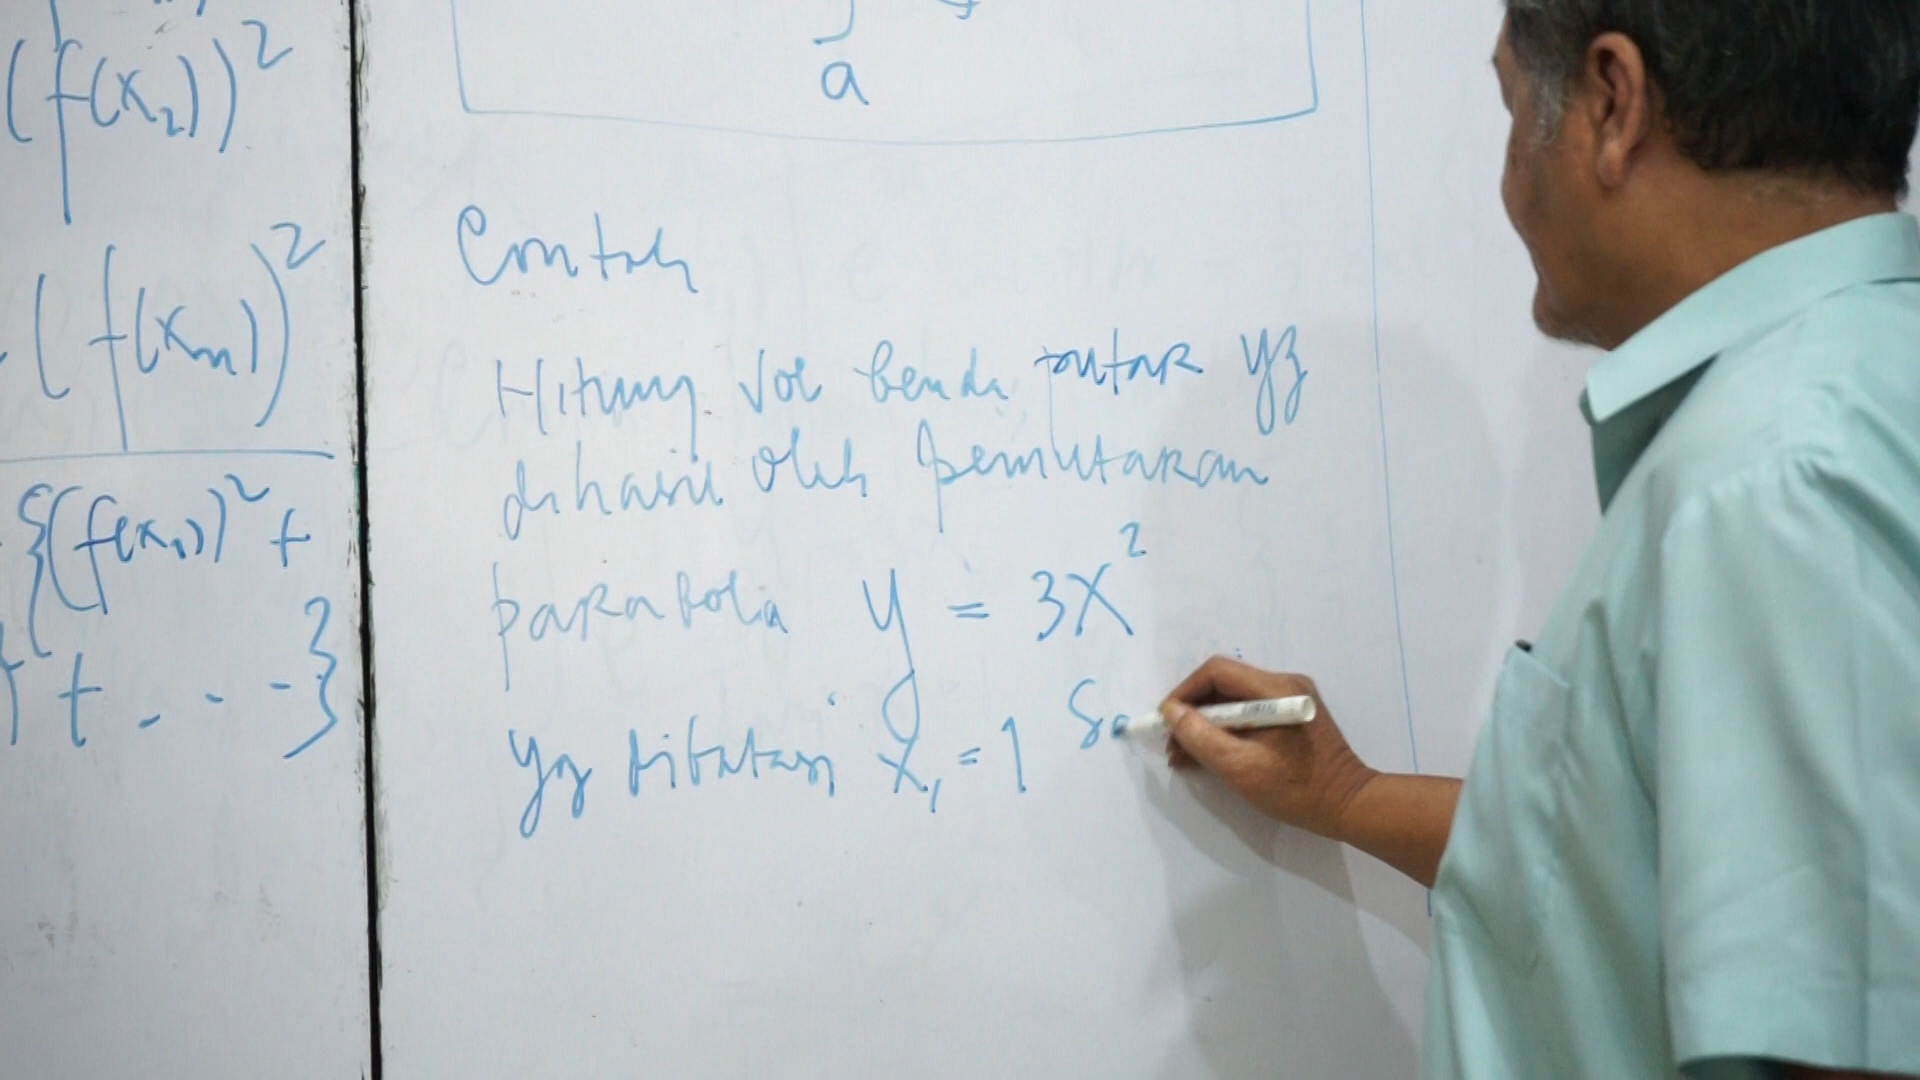 (f(x₂))²
(f(xₙ))²
{(f(x₁))² +
+ . . - }
a
Contoh
Hitung Vol benda putar yg
dihasil oleh pemutaran
parabola y = 3x²
yg dibatasi x₁ = 1 Sa